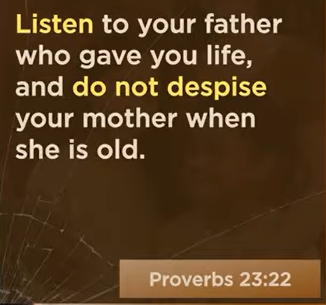 Listen to your father
who gave you life,
and do not despise
your mother when
she is old.
Proverbs 23:22